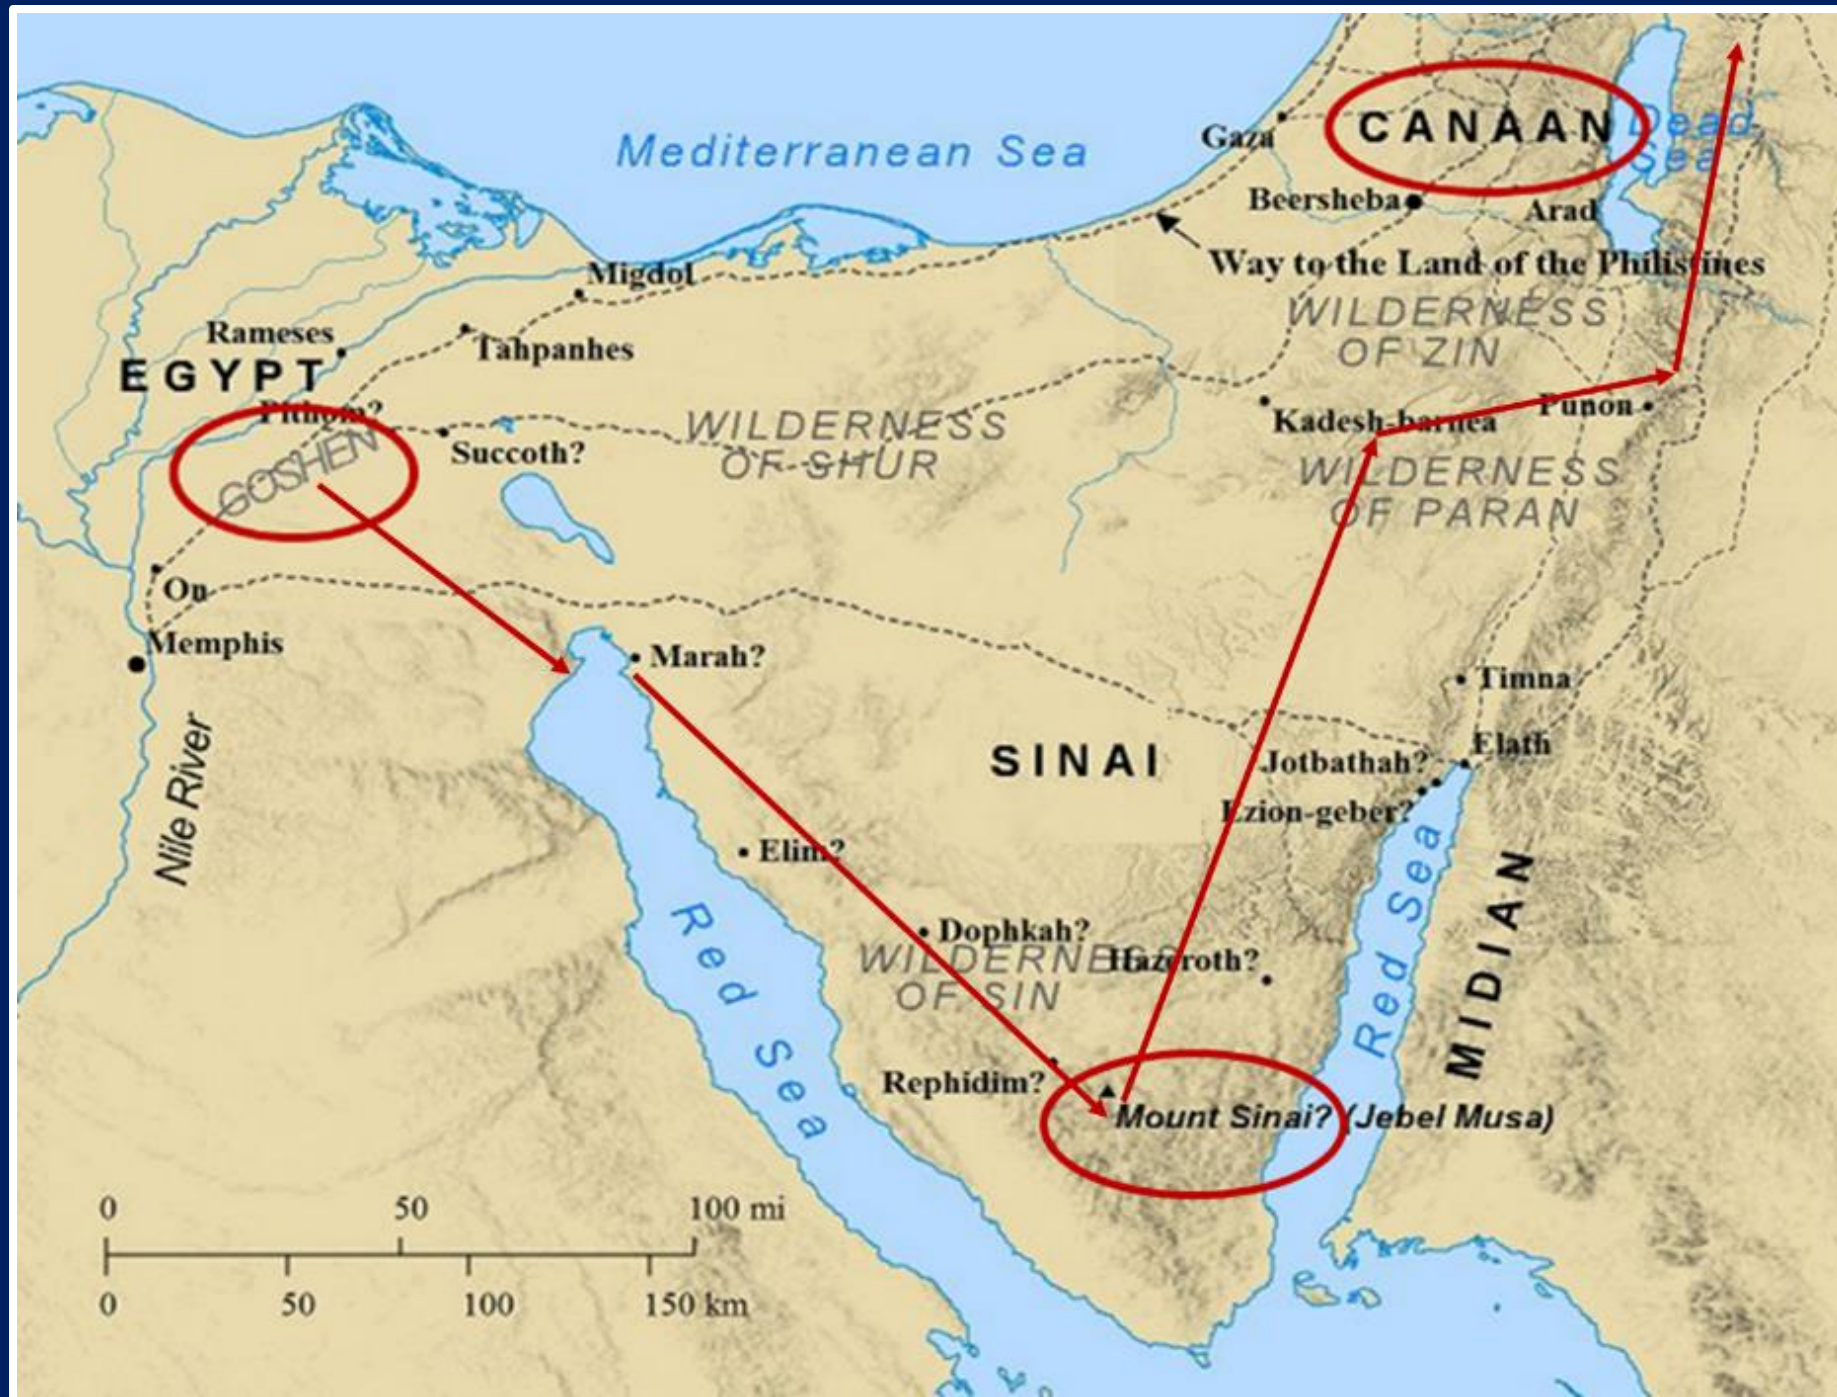 Mediterranean Sea
Gaza
CANAAN
Dead
Sea
Beersheba
Arad
Way to the Land of the Philistines
Migdol
WILDERNESS
OF ZIN
Rameses
Tahpanhes
EGYPT
Pithom?
GOSHEN
Succoth?
WILDERNESS
OF SHUR
Kadesh-barnea
Punon
WILDERNESS
OF PARAN
On
Memphis
Marah?
Timna
Nile River
SINAI
Elath
Jotbathah?
Ezion-geber?
Elim?
Red Sea
Red Sea
MIDIAN
Dophkah?
WILDERNESS
OF SIN
Hazeroth?
Rephidim?
Mount Sinai? (Jebel Musa)
0 50 100 mi
0 50 100 150 km